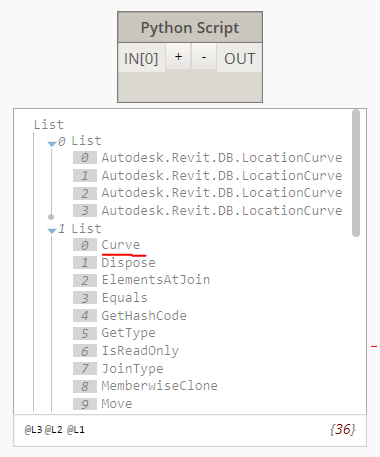 Python Script
IN[0] + - OUT
List
0 List
0 Autodesk.Revit.DB.LocationCurve
1 Autodesk.Revit.DB.LocationCurve
2 Autodesk.Revit.DB.LocationCurve
3 Autodesk.Revit.DB.LocationCurve
1 List
0 Curve
1 Dispose
2 ElementsAtJoin
3 Equals
4 GetHashCode
5 GetType
6 IsReadOnly
7 JoinType
8 MemberwiseClone
9 Move
@L3 @L2 @L1 {36}